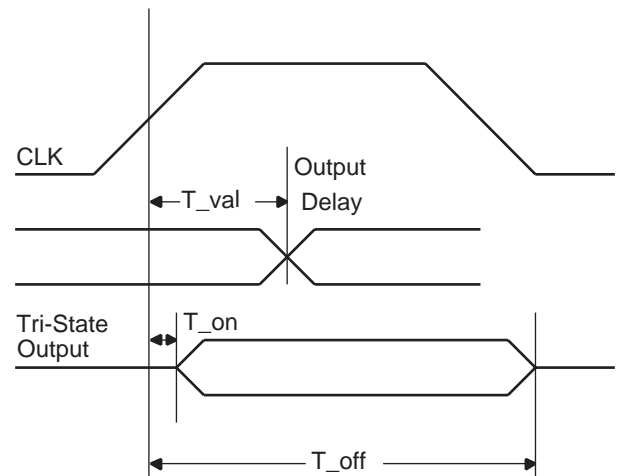 CLK
Output
Delay
T_val
Tri-State
Output
T_on
T_off